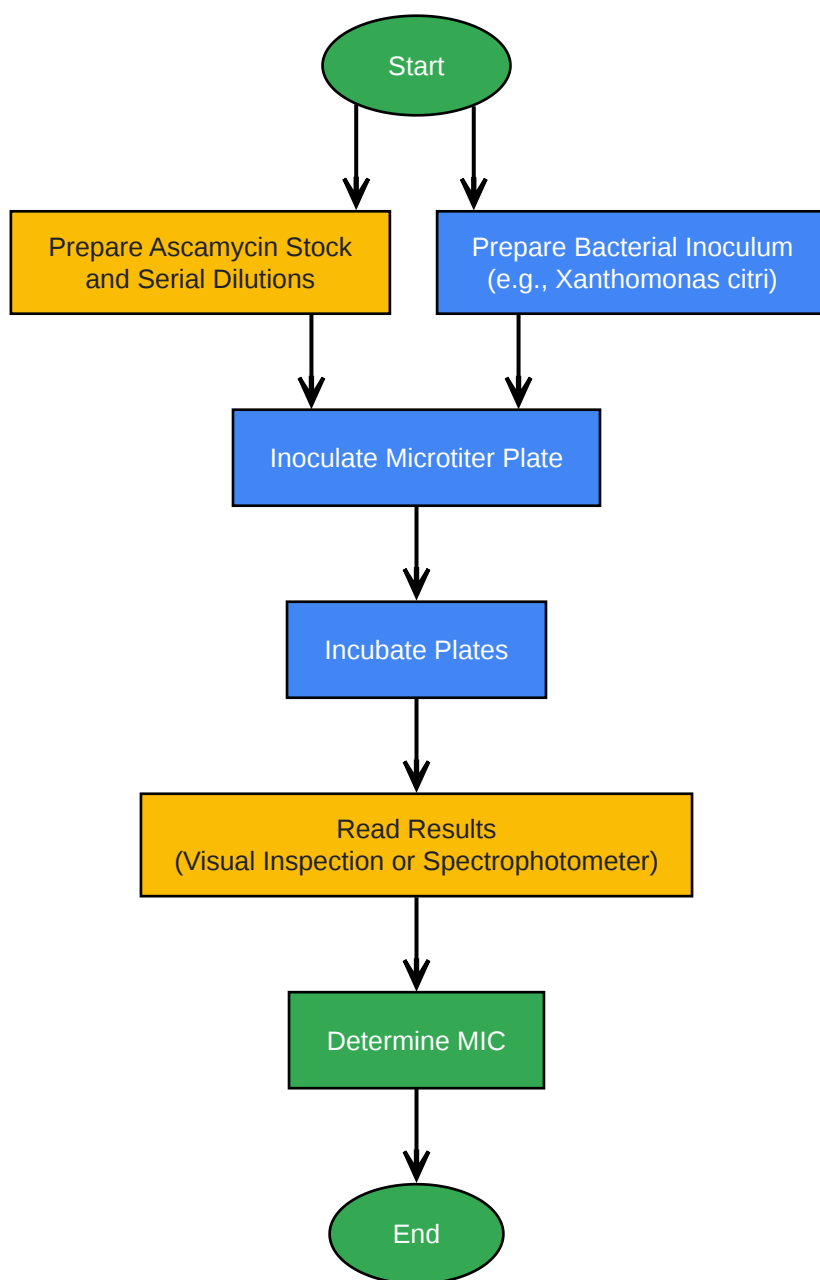 Start
Prepare Ascamycin Stock
and Serial Dilutions
Prepare Bacterial Inoculum
(e.g., Xanthomonas citri)
Inoculate Microtiter Plate
Incubate Plates
Read Results
(Visual Inspection or Spectrophotometer)
Determine MIC
End